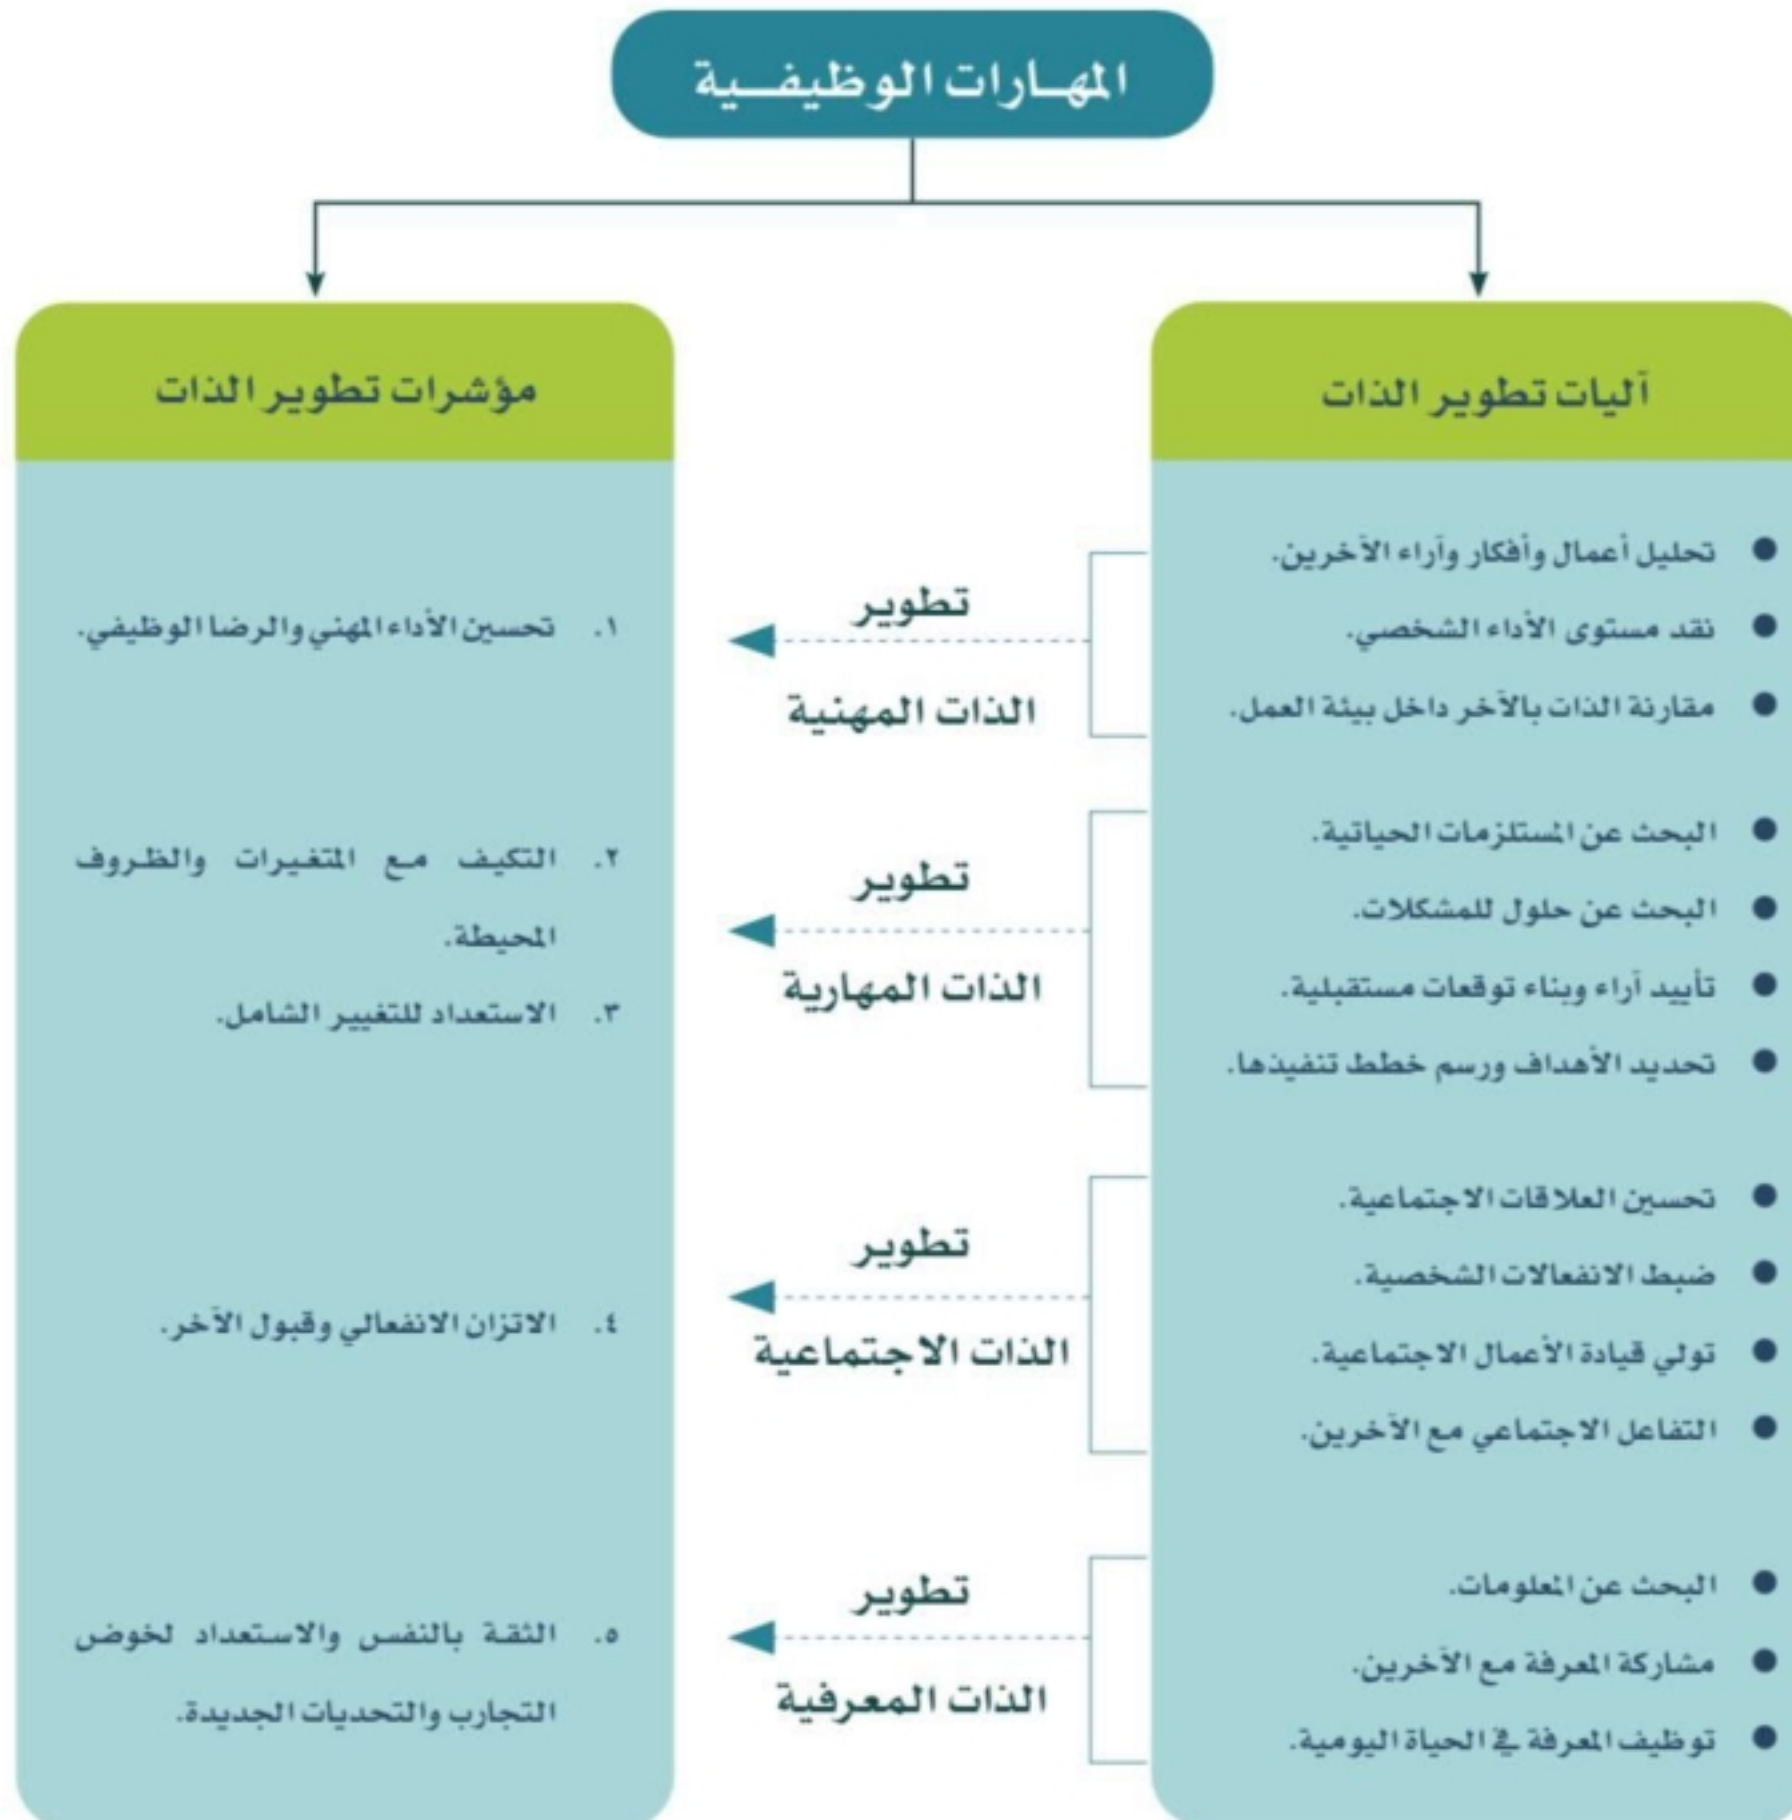 المهارات الوظيفية
آليات تطوير الذات
تحليل أعمال وأفكار وآراء الآخرين.
نقد مستوى الأداء الشخصي.
مقارنة الذات بالآخر داخل بيئة العمل.
البحث عن المستلزمات الحياتية.
البحث عن حلول للمشكلات.
تأييد آراء وبناء توقعات مستقبلية.
تحديد الأهداف ورسم خطط تنفيذها.
تحسين العلاقات الاجتماعية.
ضبط الانفعالات الشخصية.
تولي قيادة الأعمال الاجتماعية.
التفاعل الاجتماعي مع الآخرين.
البحث عن المعلومات.
مشاركة المعرفة مع الآخرين.
توظيف المعرفة في الحياة اليومية.
تطوير
الذات المهنية
تطوير
الذات المهارية
تطوير
الذات الاجتماعية
تطوير
الذات المعرفية
مؤشرات تطوير الذات
١. تحسين الأداء المهني والرضا الوظيفي.
٢. التكيف مع المتغيرات والظروف
المحيطة.
٣. الاستعداد للتغيير الشامل.
٤. الاتزان الانفعالي وقبول الآخر.
٥. الثقة بالنفس والاستعداد لخوض
التجارب والتحديات الجديدة.